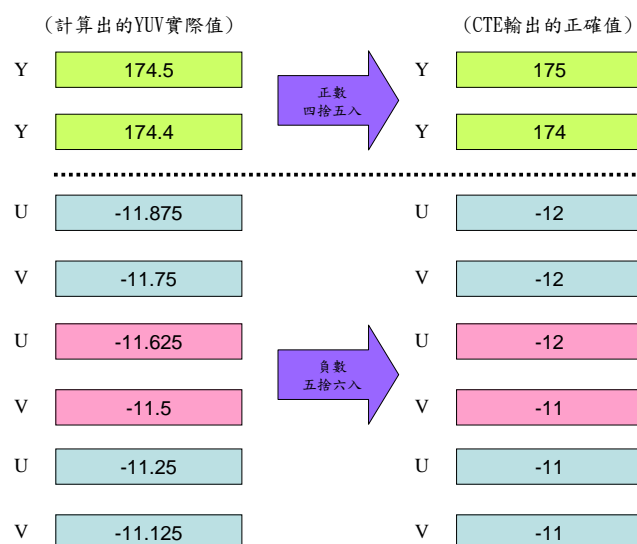 (計算出的YUV實際值)
(CTE輸出的正確值)
Y 174.5
正數
四捨五入
Y 175
Y 174.4
Y 174
U -11.875
U -12
V -11.75
V -12
U -11.625
U -12
負數
五捨六入
V -11.5
V -11
U -11.25
U -11
V -11.125
V -11